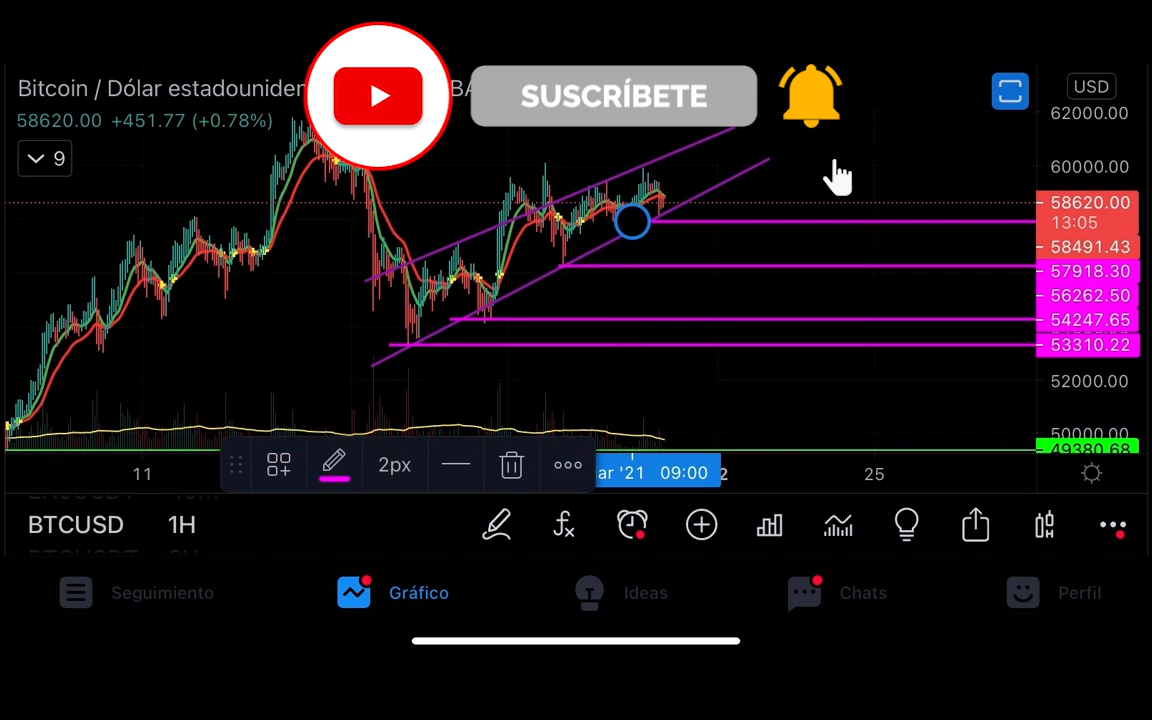 Bitcoin / Dólar estadouniden
SUSCRÍBETE
USD
58620.00 +451.77 (+0.78%)
9
62000.00
60000.00
58620.00
13:05
58491.43
57918.30
56262.50
54247.65
53310.22
52000.00
50000.00
49380.68
11
2px
ar '21 09:00
2
25
BTCUSD 1H
Seguimiento
Gráfico
Ideas
Chats
Perfil